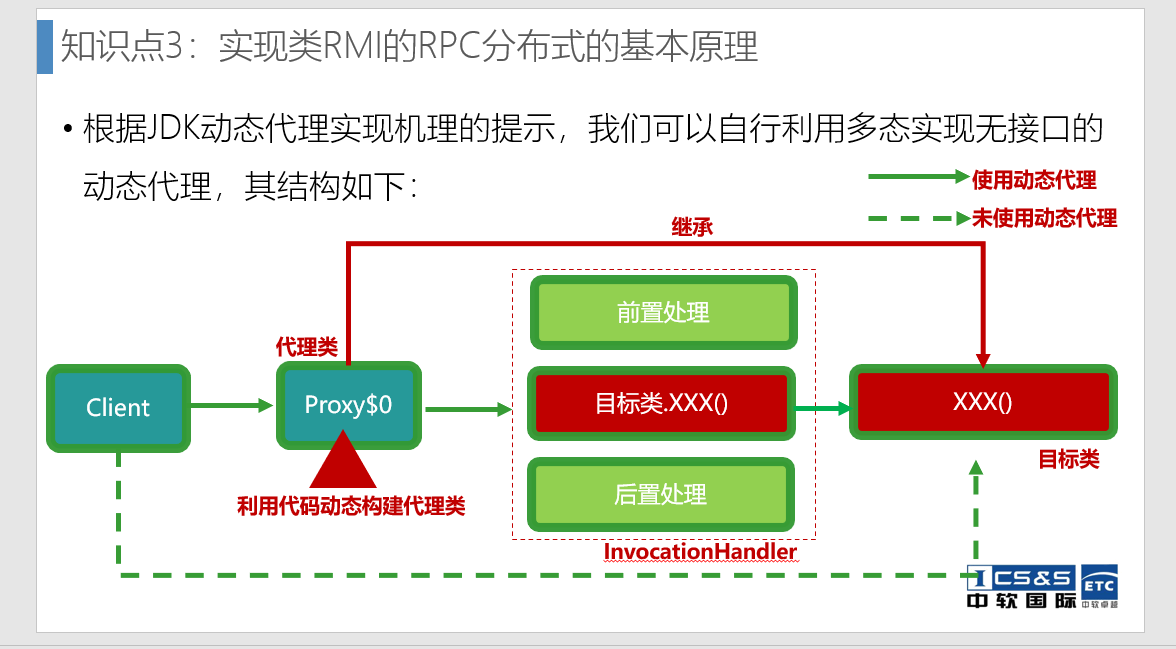 知识点3：实现类RMI的RPC分布式的基本原理
• 根据JDK动态代理实现机理的提示，我们可以自行利用多态实现无接口的
动态代理，其结构如下：
使用动态代理
未使用动态代理
继承
前置处理
代理类
Client
Proxy$0
目标类.XXX()
XXX()
目标类
利用代码动态构建代理类
后置处理
InvocationHandler
ICS&S
ETC
中软国际
中软卓越